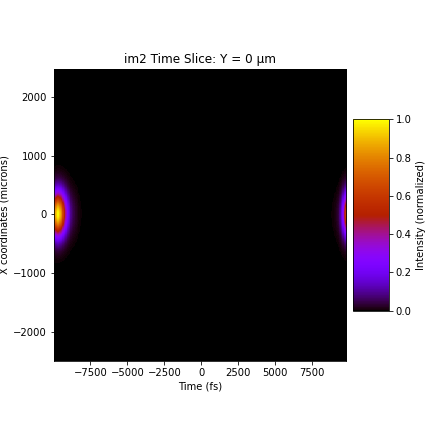 im2 Time Slice: Y = 0 μm
X coordinates (microns)
2000
1000
0
−1000
−2000
−7500 −5000 −2500 0 2500 5000 7500
Time (fs)
1.0
0.8
0.6
0.4
0.2
0.0
Intensity (normalized)